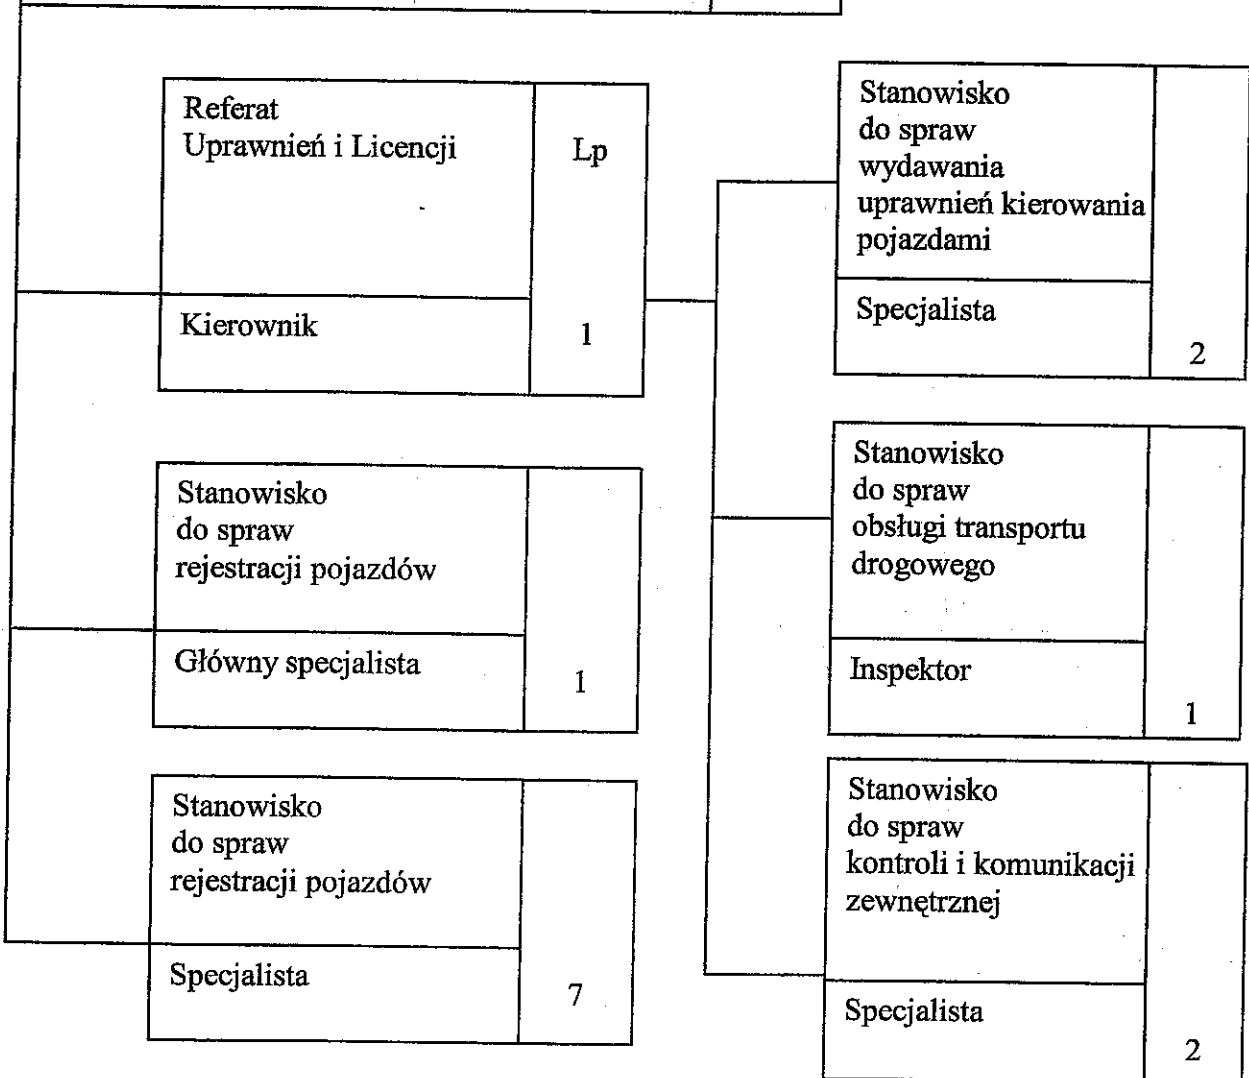 Referat
Uprawnień i Licencji
Lp
Kierownik
1
Stanowisko
do spraw
rejestracji pojazdów
Główny specjalista
1
Stanowisko
do spraw
rejestracji pojazdów
Specjalista
7
Stanowisko
do spraw
wydawania
uprawnień kierowania
pojazdami
Specjalista
2
Stanowisko
do spraw
obsługi transportu
drogowego
Inspektor
1
Stanowisko
do spraw
kontroli i komunikacji
zewnętrznej
Specjalista
2